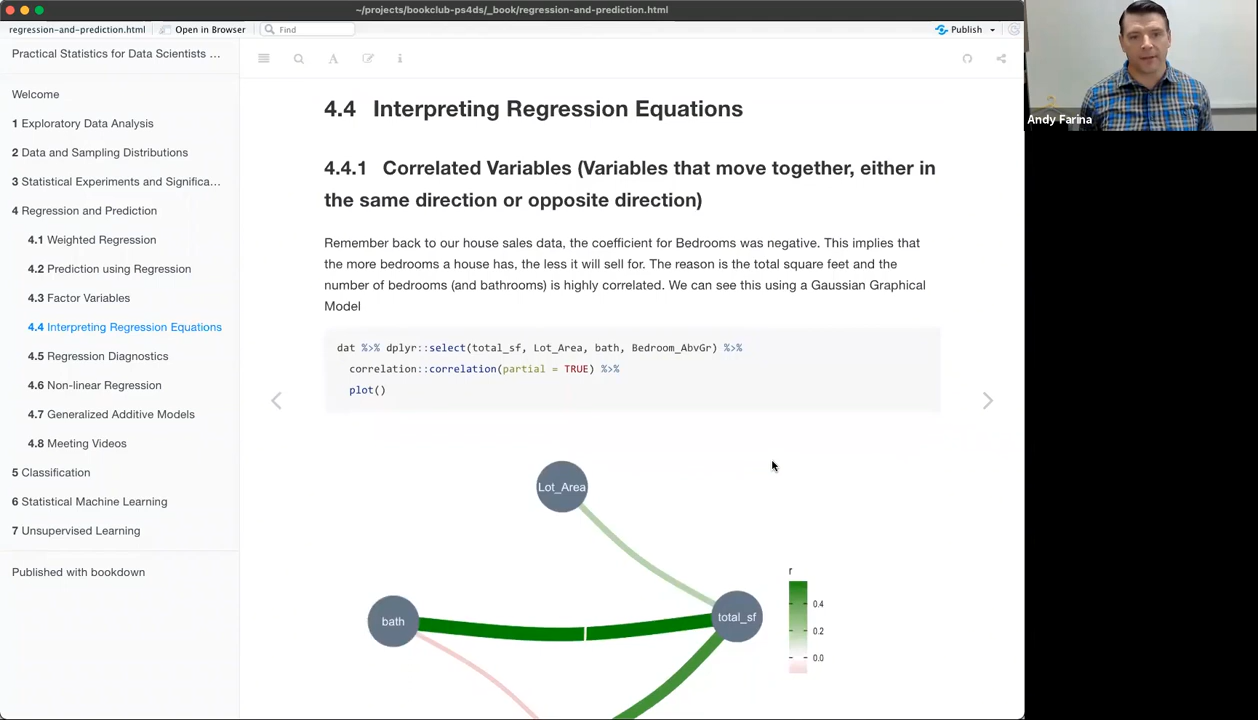 ~/projects/bookclub-ps4ds/_book/regression-and-prediction.html
regression-and-prediction.html
Open in Browser
Find
Publish
Practical Statistics for Data Scientists ...
Welcome
1 Exploratory Data Analysis
2 Data and Sampling Distributions
3 Statistical Experiments and Significa...
4 Regression and Prediction
4.1 Weighted Regression
4.2 Prediction using Regression
4.3 Factor Variables
4.4 Interpreting Regression Equations
4.5 Regression Diagnostics
4.6 Non-linear Regression
4.7 Generalized Additive Models
4.8 Meeting Videos
5 Classification
6 Statistical Machine Learning
7 Unsupervised Learning
Published with bookdown
A
i
4.4 Interpreting Regression Equations
4.4.1 Correlated Variables (Variables that move together, either in
the same direction or opposite direction)
Remember back to our house sales data, the coefficient for Bedrooms was negative. This implies that
the more bedrooms a house has, the less it will sell for. The reason is the total square feet and the
number of bedrooms (and bathrooms) is highly correlated. We can see this using a Gaussian Graphical
Model
dat %>% dplyr::select(total_sf, Lot_Area, bath, Bedroom_AbvGr) %>%
correlation::correlation(partial = TRUE) %>%
plot()
Lot_Area
bath
total_sf
r
0.4
0.2
0.0
Andy Farina